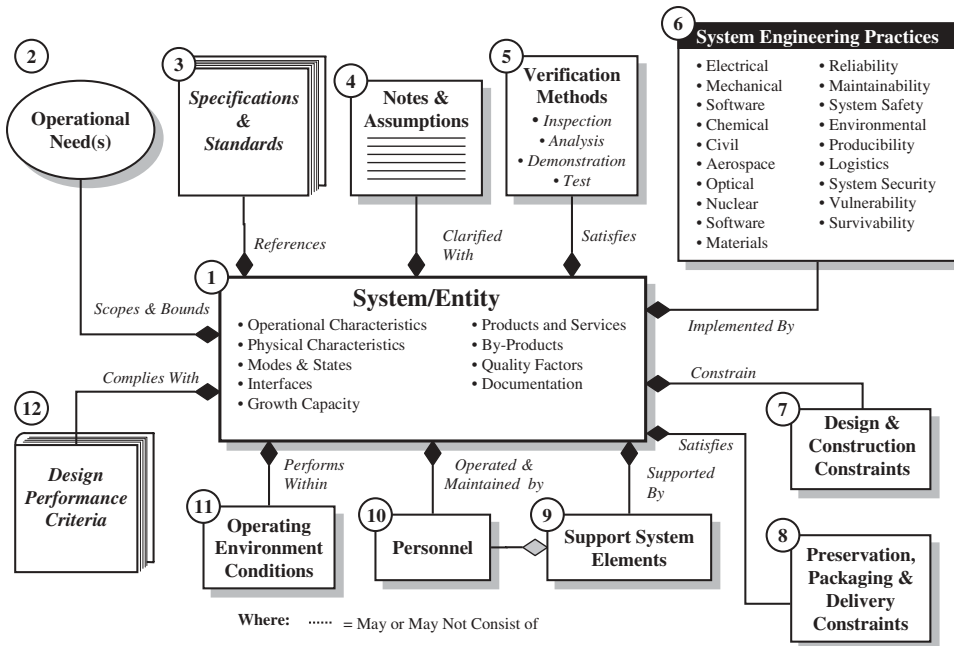 2
Operational
Need(s)
3
Specifications
&
Standards
4
Notes &
Assumptions
5
Verification
Methods
• Inspection
• Analysis
• Demonstration
• Test
6
System Engineering Practices
• Electrical
• Mechanical
• Software
• Chemical
• Civil
• Aerospace
• Optical
• Nuclear
• Software
• Materials
• Reliability
• Maintainability
• System Safety
• Environmental
• Producibility
• Logistics
• System Security
• Vulnerability
• Survivability
References
Clarified
With
Satisfies
Scopes & Bounds
Implemented By
1
System/Entity
• Operational Characteristics
• Physical Characteristics
• Modes & States
• Interfaces
• Growth Capacity
• Products and Services
• By-Products
• Quality Factors
• Documentation
Complies With
Constrain
12
Design
Performance
Criteria
7
Design &
Construction
Constraints
Satisfies
Performs
Within
Operated &
Maintained by
Supported
By
11
Operating
Environment
Conditions
10
Personnel
9
Support System
Elements
8
Preservation,
Packaging &
Delivery
Constraints
Where: ...... = May or May Not Consist of